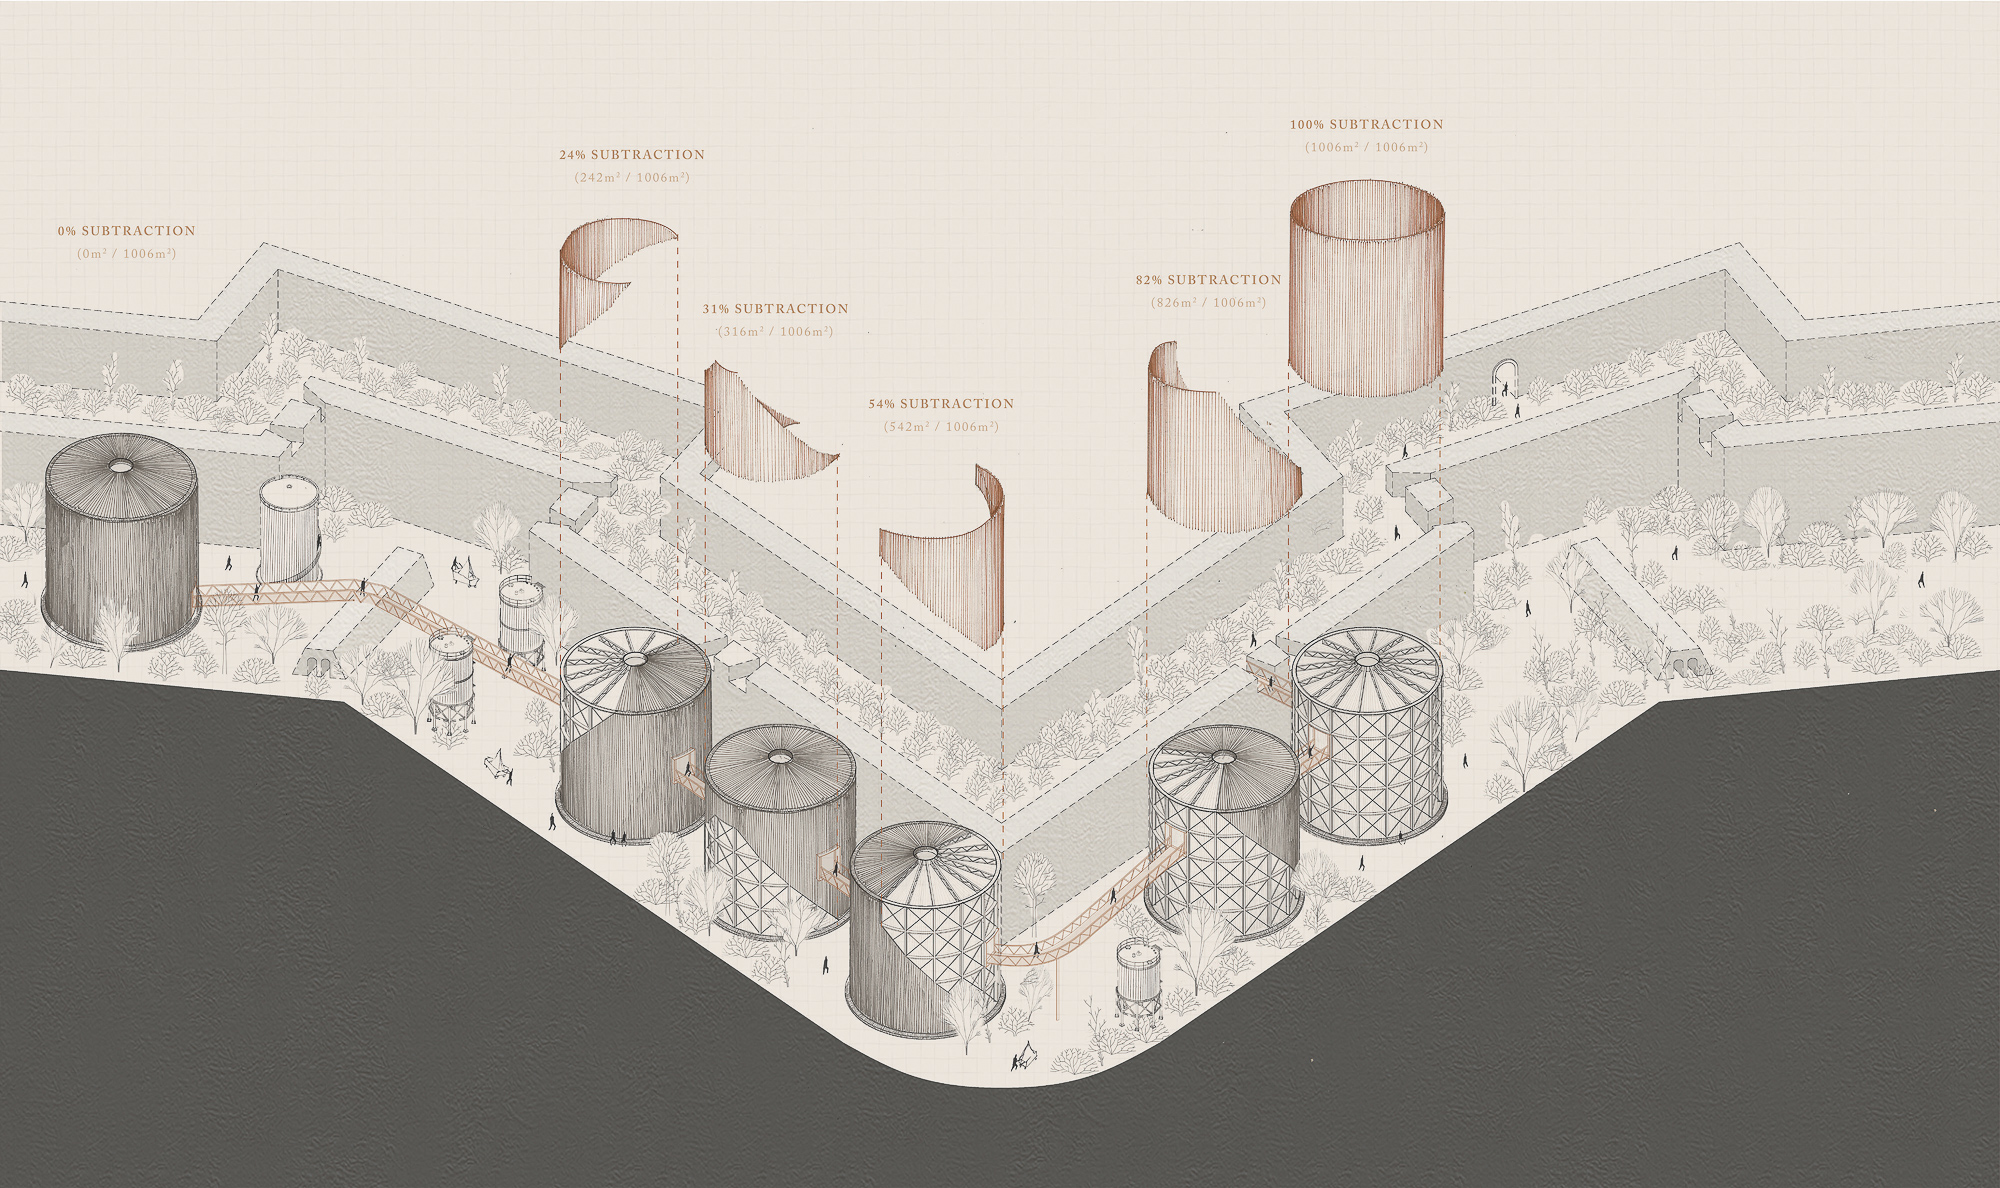 0% SUBTRACTION
(0m² / 1006m²)
24% SUBTRACTION
(242m² / 1006m²)
31% SUBTRACTION
(316m² / 1006m²)
54% SUBTRACTION
(542m² / 1006m²)
82% SUBTRACTION
(826m² / 1006m²)
100% SUBTRACTION
(1006m² / 1006m²)